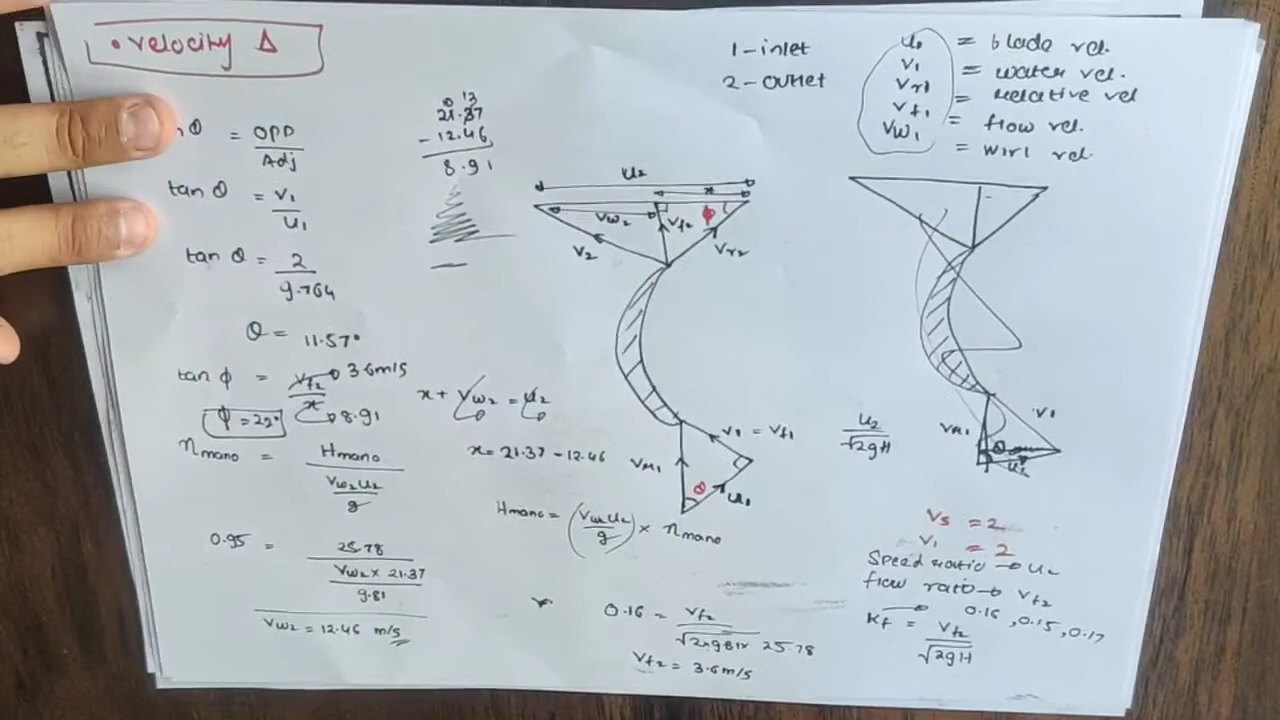 • velocity Δ
1 - inlet
2 - outlet
u₁ = blade vel.
V₁ = water vel.
Vr₁ = relative vel
Vf₁ = flow vel.
Vw₁ = wirl vel.
θ = opp / Adj
tan θ = V₁ / u₁
tan θ = 2 / 9.764
θ = 11.57°
tan φ = Vf₂ / x
3.6 m/s
8.91
φ = 22°
21.37
- 12.46
8.91
x + Vw₂ = u₂
x = 21.37 - 12.46
ηmano = Hmano / (Vw₂u₂ / g)
0.95 = 25.78 / (Vw₂ × 21.37 / 9.81)
Vw₂ = 12.46 m/s
u₂
x
Vw₂
Vf₂
φ
V₂
Vr₂
V₁ = Vf₁
Vr₁
θ
u₁
Hmano = (Vw₂u₂ / g) × ηmano
0.16 = Vf₂ / √2×9.81× 25.78
Vf₂ = 3.6 m/s
u₂ / √2gH
V₁
Vr₁
θ
Vs = 2
V₁ = 2
Speed ratio → u₂
flow ratio → Vf₂
0.16, 0.15, 0.17
Kf = Vf₂ / √2gH